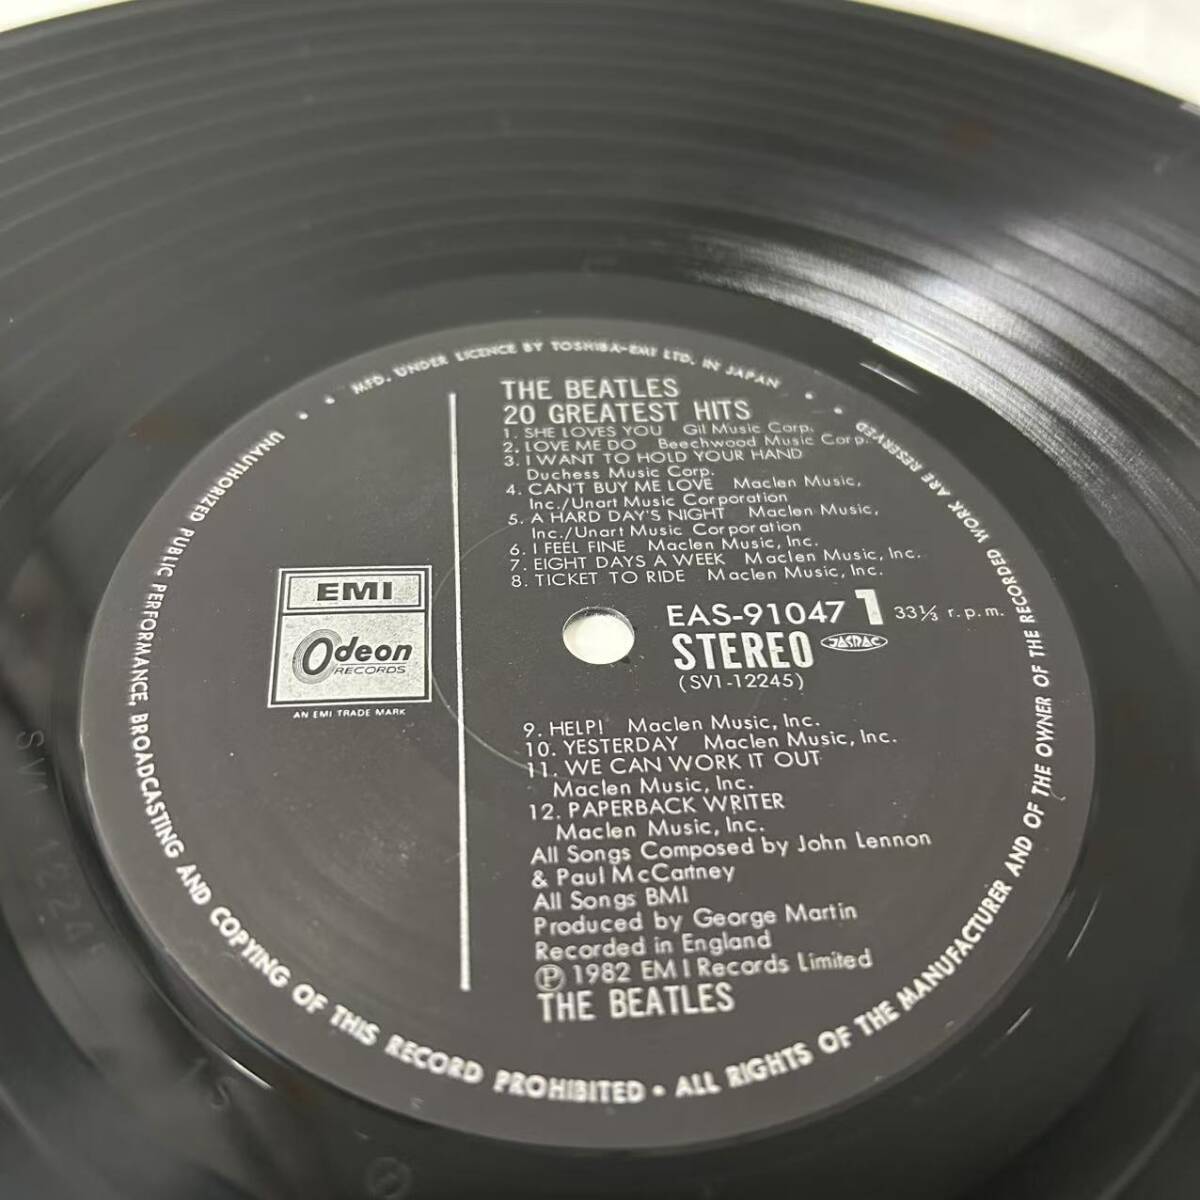 MFD. UNDER LICENCE BY TOSHIBA-EMI LTD. IN JAPAN
THE BEATLES
20 GREATEST HITS
1. SHE LOVES YOU Gil Music Corp.
2. LOVE ME DO Beechwood Music Corp.
3. I WANT TO HOLD YOUR HAND
Duchess Music Corp.
4. CAN'T BUY ME LOVE Maclen Music,
Inc./Unart Music Corporation
5. A HARD DAY'S NIGHT Maclen Music,
Inc./Unart Music Corporation
6. I FEEL FINE Maclen Music, Inc.
7. EIGHT DAYS A WEEK Maclen Music, Inc.
8. TICKET TO RIDE Maclen Music, Inc.
EMI
Odeon
RECORDS
AN EMI TRADE MARK
EAS-91047 1 33⅓ r.p.m.
STEREO JASRAC
(SV1-12245)
9. HELP! Maclen Music, Inc.
10. YESTERDAY Maclen Music, Inc.
11. WE CAN WORK IT OUT
Maclen Music, Inc.
12. PAPERBACK WRITER
Maclen Music, Inc.
All Songs Composed by John Lennon
& Paul McCartney
All Songs BMI
Produced by George Martin
Recorded in England
Ⓟ 1982 EMI Records Limited
THE BEATLES
UNAUTHORIZED PUBLIC PERFORMANCE, BROADCASTING AND COPYING OF THIS RECORD PROHIBITED • ALL RIGHTS OF THE MANUFACTURER AND OF THE OWNER OF THE RECORDED WORK ARE RESERVED